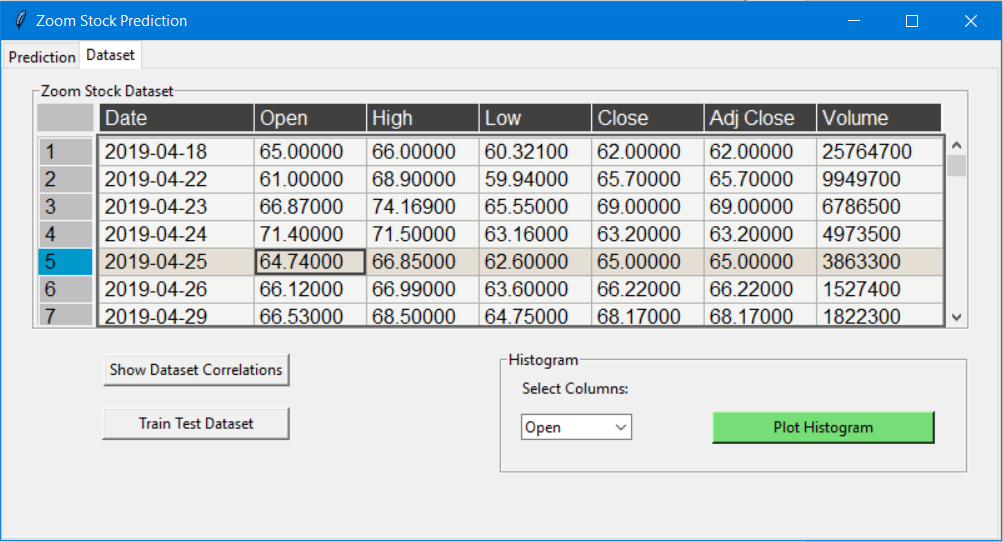 Zoom Stock Prediction
Prediction Dataset
Zoom Stock Dataset
Date Open High Low Close Adj Close Volume
1 2019-04-18 65.00000 66.00000 60.32100 62.00000 62.00000 25764700
2 2019-04-22 61.00000 68.90000 59.94000 65.70000 65.70000 9949700
3 2019-04-23 66.87000 74.16900 65.55000 69.00000 69.00000 6786500
4 2019-04-24 71.40000 71.50000 63.16000 63.20000 63.20000 4973500
5 2019-04-25 64.74000 66.85000 62.60000 65.00000 65.00000 3863300
6 2019-04-26 66.12000 66.99000 63.60000 66.22000 66.22000 1527400
7 2019-04-29 66.53000 68.50000 64.75000 68.17000 68.17000 1822300
Show Dataset Correlations
Train Test Dataset
Histogram
Select Columns:
Open
Plot Histogram